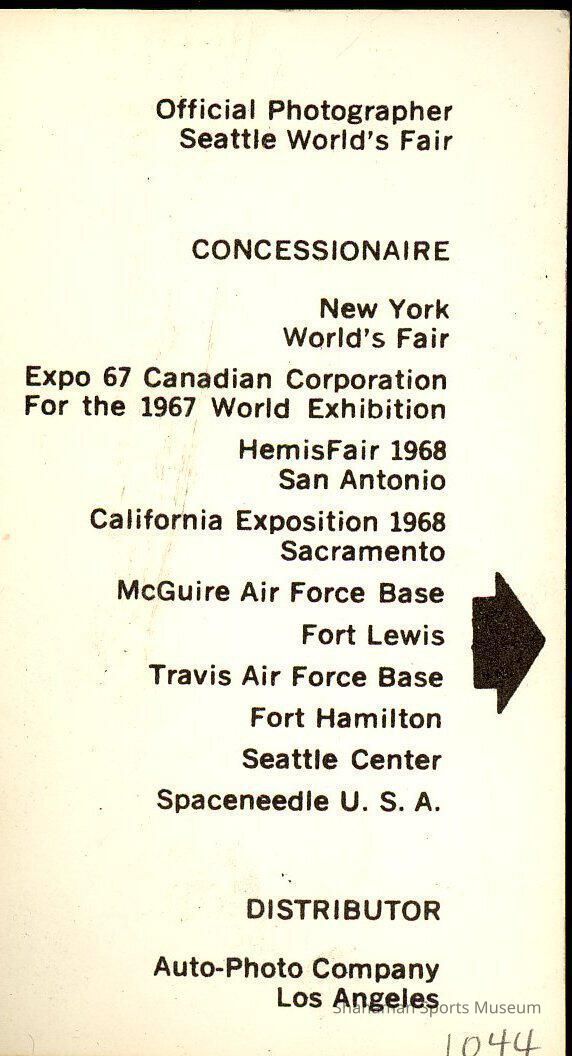 Official Photographer
Seattle World's Fair
CONCESSIONAIRE
New York
World's Fair
Expo 67 Canadian Corporation
For the 1967 World Exhibition
HemisFair 1968
San Antonio
California Exposition 1968
Sacramento
McGuire Air Force Base
Fort Lewis
Travis Air Force Base
Fort Hamilton
Seattle Center
Spaceneedle U. S. A.
DISTRIBUTOR
Auto-Photo Company
Los Angeles
Shanaman Sports Museum
1044